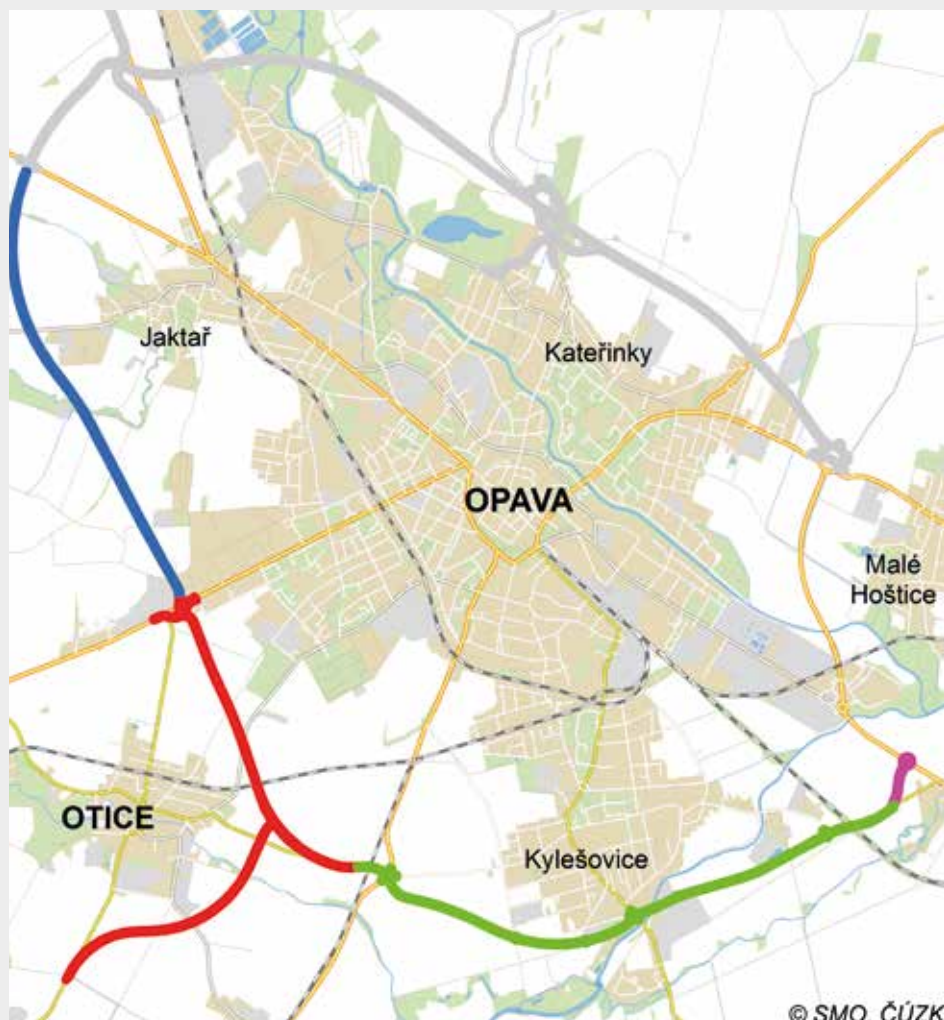 Jaktař
Kateřinky
OPAVA
Malé
Hoštice
OTICE
Kylešovice
© SMO, ČÚZK